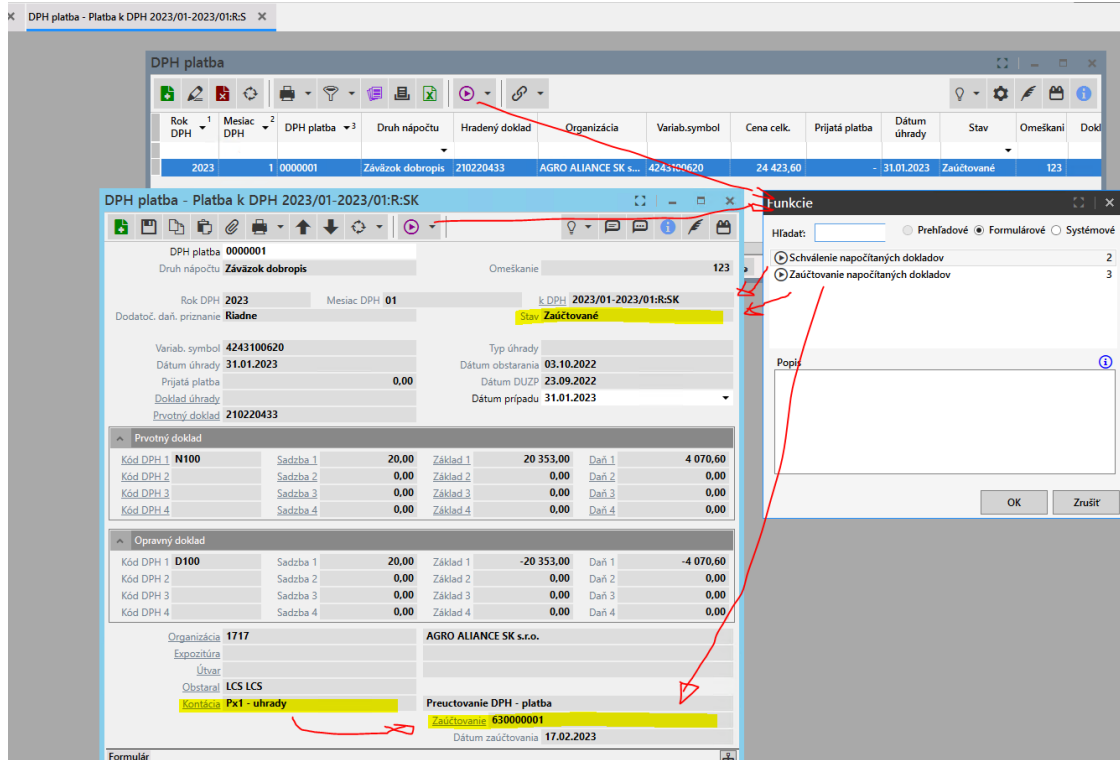 DPH platba - Platba k DPH 2023/01-2023/01:R:S
DPH platba
Rok DPH 1 Mesiac DPH 2 DPH platba 3 Druh nápočtu Hradený doklad Organizácia Variab.symbol Cena celk. Prijatá platba Dátum úhrady Stav Omeškani Dokl
2023 1 0000001 Záväzok dobropis 210220433 AGRO ALIANCE SK s... 4243100620 24 423,60 - 31.01.2023 Zaúčtované 123
DPH platba - Platba k DPH 2023/01-2023/01:R:SK
DPH platba 0000001
Druh nápočtu Záväzok dobropis Omeškanie 123
Rok DPH 2023 Mesiac DPH 01 k DPH 2023/01-2023/01:R:SK
Dodatoč. daň. priznanie Riadne Stav Zaúčtované
Variab. symbol 4243100620 Typ úhrady
Dátum úhrady 31.01.2023 Dátum obstarania 03.10.2022
Prijatá platba 0,00 Dátum DUZP 23.09.2022
Doklad úhrady Dátum prípadu 31.01.2023
Prvotný doklad 210220433
Prvotný doklad
Kód DPH 1 N100 Sadzba 1 20,00 Základ 1 20 353,00 Daň 1 4 070,60
Kód DPH 2 Sadzba 2 0,00 Základ 2 0,00 Daň 2 0,00
Kód DPH 3 Sadzba 3 0,00 Základ 3 0,00 Daň 3 0,00
Kód DPH 4 Sadzba 4 0,00 Základ 4 0,00 Daň 4 0,00
Opravný doklad
Kód DPH 1 D100 Sadzba 1 20,00 Základ 1 -20 353,00 Daň 1 -4 070,60
Kód DPH 2 Sadzba 2 0,00 Základ 2 0,00 Daň 2 0,00
Kód DPH 3 Sadzba 3 0,00 Základ 3 0,00 Daň 3 0,00
Kód DPH 4 Sadzba 4 0,00 Základ 4 0,00 Daň 4 0,00
Organizácia 1717 AGRO ALIANCE SK s.r.o.
Expozitúra
Útvar
Obstaral LCS LCS
Kontácia Px1 - uhrady Preuctovanie DPH - platba
Zaúčtovanie 630000001
Dátum zaúčtovania 17.02.2023
Formulár
Funkcie
Hľadať: Prehľadové Formulárové Systémové
Schválenie napočítaných dokladov 2
Zaúčtovanie napočítaných dokladov 3
Popis
OK Zrušiť